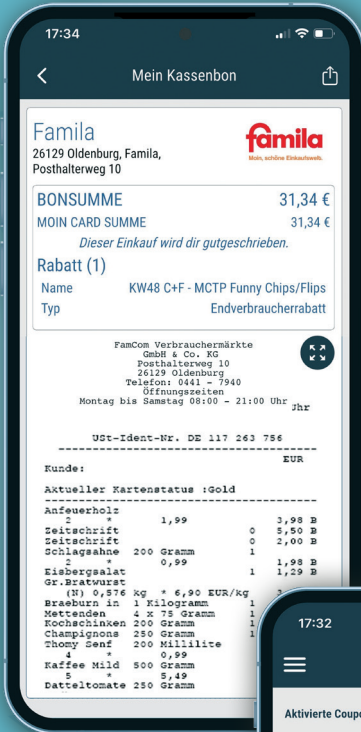 17:34
Mein Kassenbon
Famila
26129 Oldenburg, Famila,
Posthalterweg 10
famila
Moin, schöne Einkaufswelt.
BONSUMME 31,34 €
MOIN CARD SUMME 31,34 €
Dieser Einkauf wird dir gutgeschrieben.
Rabatt (1)
Name KW48 C+F - MCTP Funny Chips/Flips
Typ Endverbraucherrabatt
FamCom Verbrauchermärkte
GmbH & Co. KG
Posthalterweg 10
26129 Oldenburg
Telefon: 0441 - 7940
Öffnungszeiten
Montag bis Samstag 08:00 - 21:00 Uhr
Jhr
USt-Ident-Nr. DE 117 263 756
EUR
Kunde:
Aktueller Kartenstatus :Gold
Anfeuerholz
2 * 1,99 3,98 B
Zeitschrift 0 5,50 B
Zeitschrift 0 2,00 B
Schlagsahne 200 Gramm 1
2 * 0,99 1,98 B
Eisbergsalat 1 1,29 B
Gr.Bratwurst
(N) 0,576 kg * 6,90 EUR/kg 3
Braeburn in 1 Kilogramm 1
Mettenden 4 x 75 Gramm 1
Kochschinken 200 Gramm 1
Champignons 250 Gramm 1
Thomy Senf 200 Millilite
4 * 0,99
Kaffee Mild 500 Gramm
5 * 5,49
Datteltomate 250 Gramm
17:32
Aktivierte Coupo